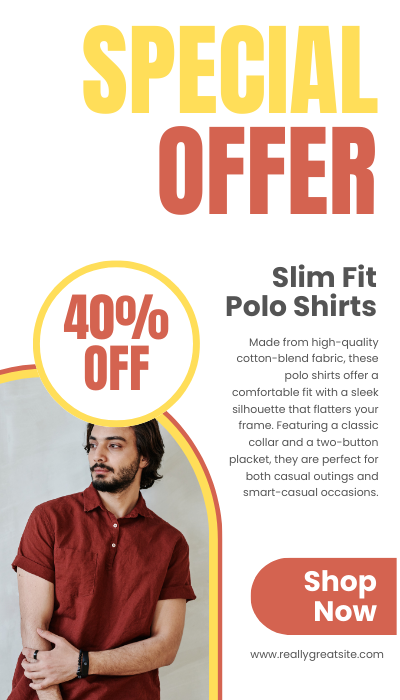 SPECIAL
OFFER
40%
OFF
Slim Fit
Polo Shirts
Made from high-quality
cotton-blend fabric, these
polo shirts offer a
comfortable fit with a sleek
silhouette that flatters your
frame. Featuring a classic
collar and a two-button
placket, they are perfect for
both casual outings and
smart-casual occasions.
Shop
Now
www.reallygreatsite.com